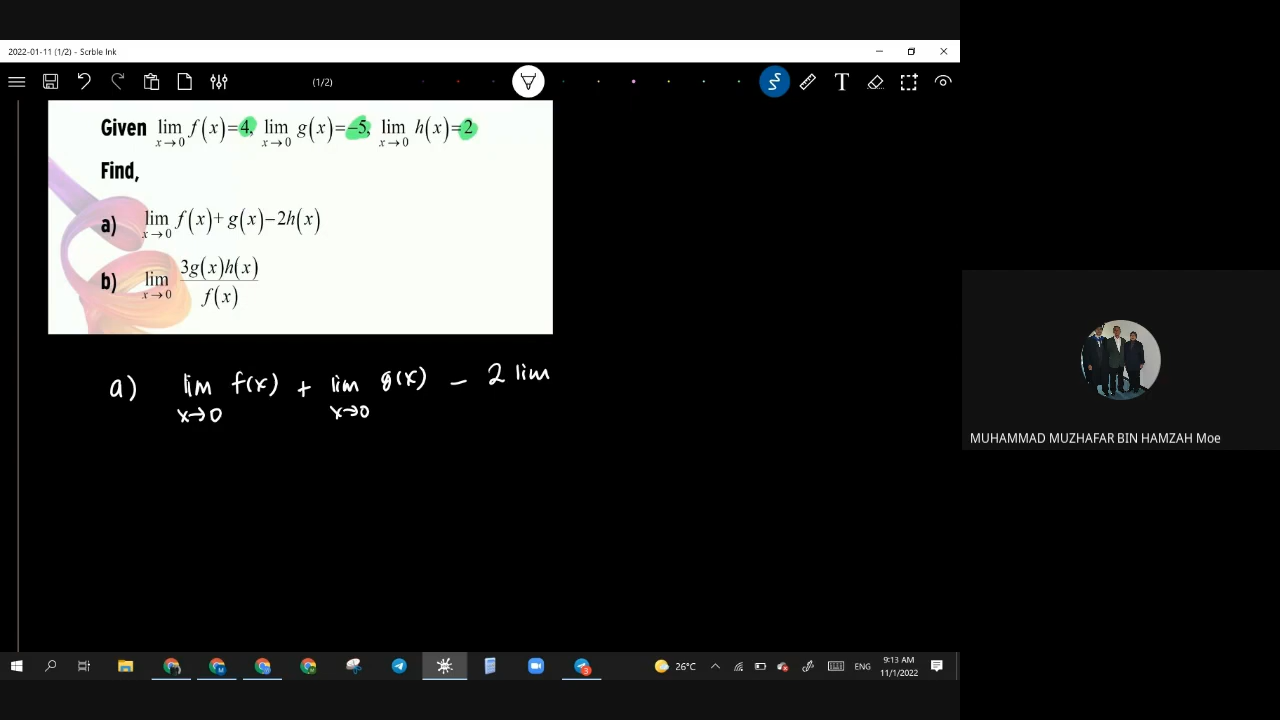 2022-01-11 (1/2) - Scrble Ink
(1/2)
T
Given lim f(x)=4, lim g(x)=-5, lim h(x)=2
x→0 x→0 x→0
Find,
a) lim f(x)+g(x)-2h(x)
x→0
b) lim 3g(x)h(x)
x→0 f(x)
a) lim f(x) + lim g(x) - 2 lim
x→0 x→0
MUHAMMAD MUZHAFAR BIN HAMZAH Moe
26°C
ENG
9:13 AM
11/1/2022